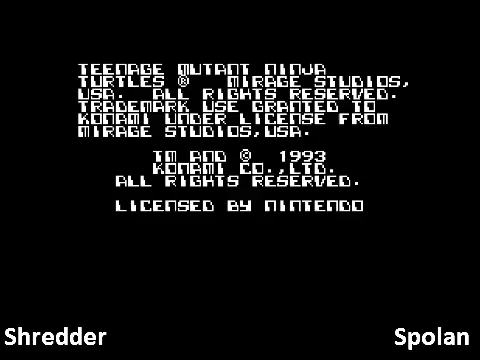 TEENAGE MUTANT NINJA
TURTLES ® MIRAGE STUDIOS,
USA. ALL RIGHTS RESERVED.
TRADEMARK USE GRANTED TO
KONAMI UNDER LICENSE FROM
MIRAGE STUDIOS,USA.
TM AND © 1993
KONAMI CO.,LTD.
ALL RIGHTS RESERVED.
LICENSED BY NINTENDO
Shredder
Spolan